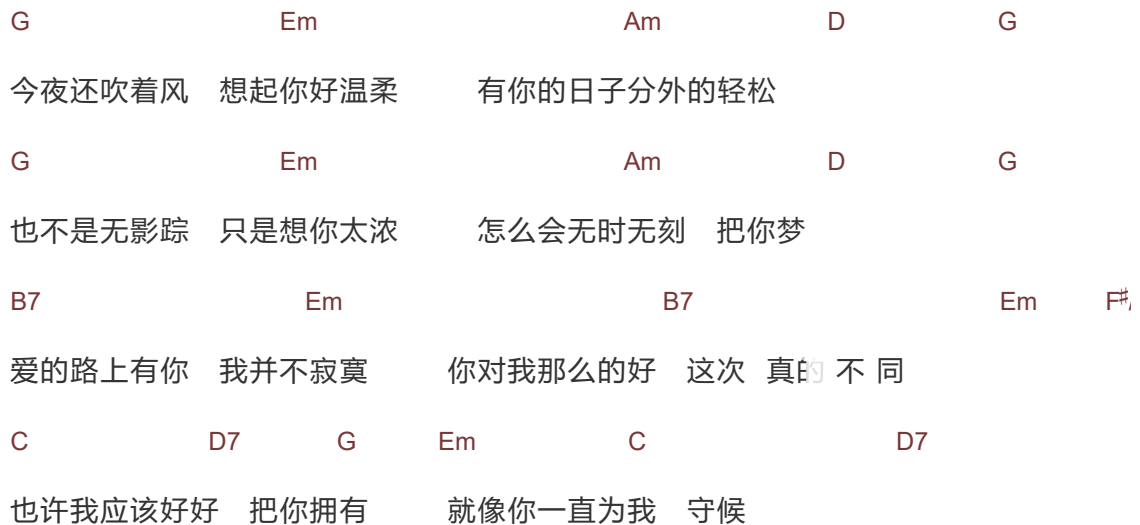 G Em Am D G
今夜还吹着风 想起你好温柔 有你的日子分外的轻松
G Em Am D G
也不是无影踪 只是想你太浓 怎么会无时无刻 把你梦
B7 Em B7 Em F♯/
爱的路上有你 我并不寂寞 你对我那么的好 这次 真的 不 同
C D7 G Em C D7
也许我应该好好 把你拥有 就像你一直为我 守候